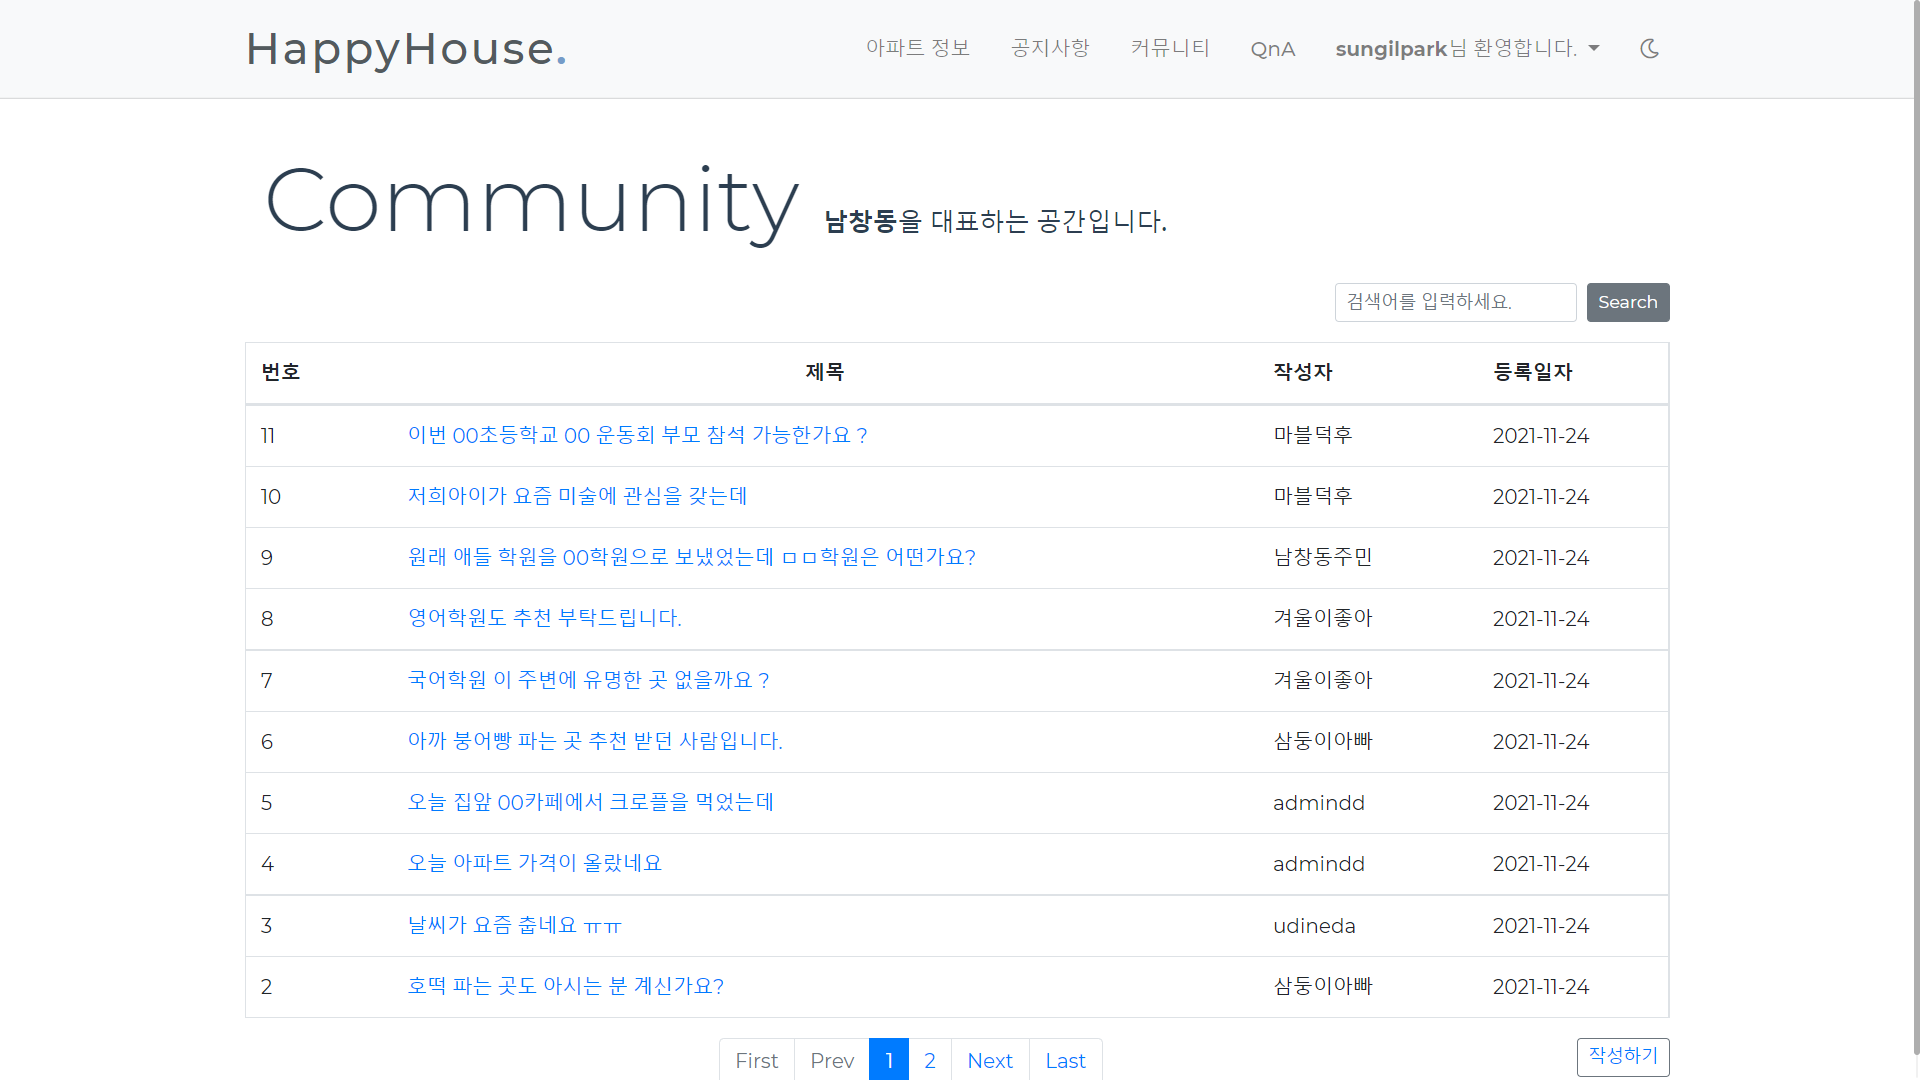 HappyHouse. 아파트 정보 공지사항 커뮤니티 QnA sungilpark님 환영합니다.
Community 남창동을 대표하는 공간입니다.
검색어를 입력하세요. Search
번호 제목 작성자 등록일자
11 이번 00초등학교 00 운동회 부모 참석 가능한가요 ? 마블덕후 2021-11-24
10 저희아이가 요즘 미술에 관심을 갖는데 마블덕후 2021-11-24
9 원래 애들 학원을 00학원으로 보냈었는데 ㅁㅁ학원은 어떤가요? 남창동주민 2021-11-24
8 영어학원도 추천 부탁드립니다. 겨울이좋아 2021-11-24
7 국어학원 이 주변에 유명한 곳 없을까요 ? 겨울이좋아 2021-11-24
6 아까 붕어빵 파는 곳 추천 받던 사람입니다. 삼둥이아빠 2021-11-24
5 오늘 집앞 00카페에서 크로플을 먹었는데 admindd 2021-11-24
4 오늘 아파트 가격이 올랐네요 admindd 2021-11-24
3 날씨가 요즘 춥네요 ㅠㅠ udineda 2021-11-24
2 호떡 파는 곳도 아시는 분 계신가요? 삼둥이아빠 2021-11-24
First Prev 1 2 Next Last 작성하기